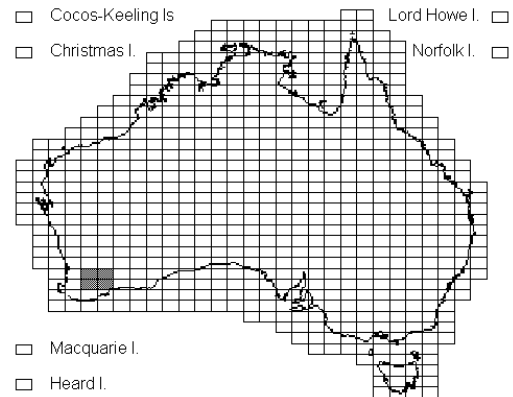 Cocos-Keeling Is
Lord Howe I.
Christmas I.
Norfolk I.
Macquarie I.
Heard I.